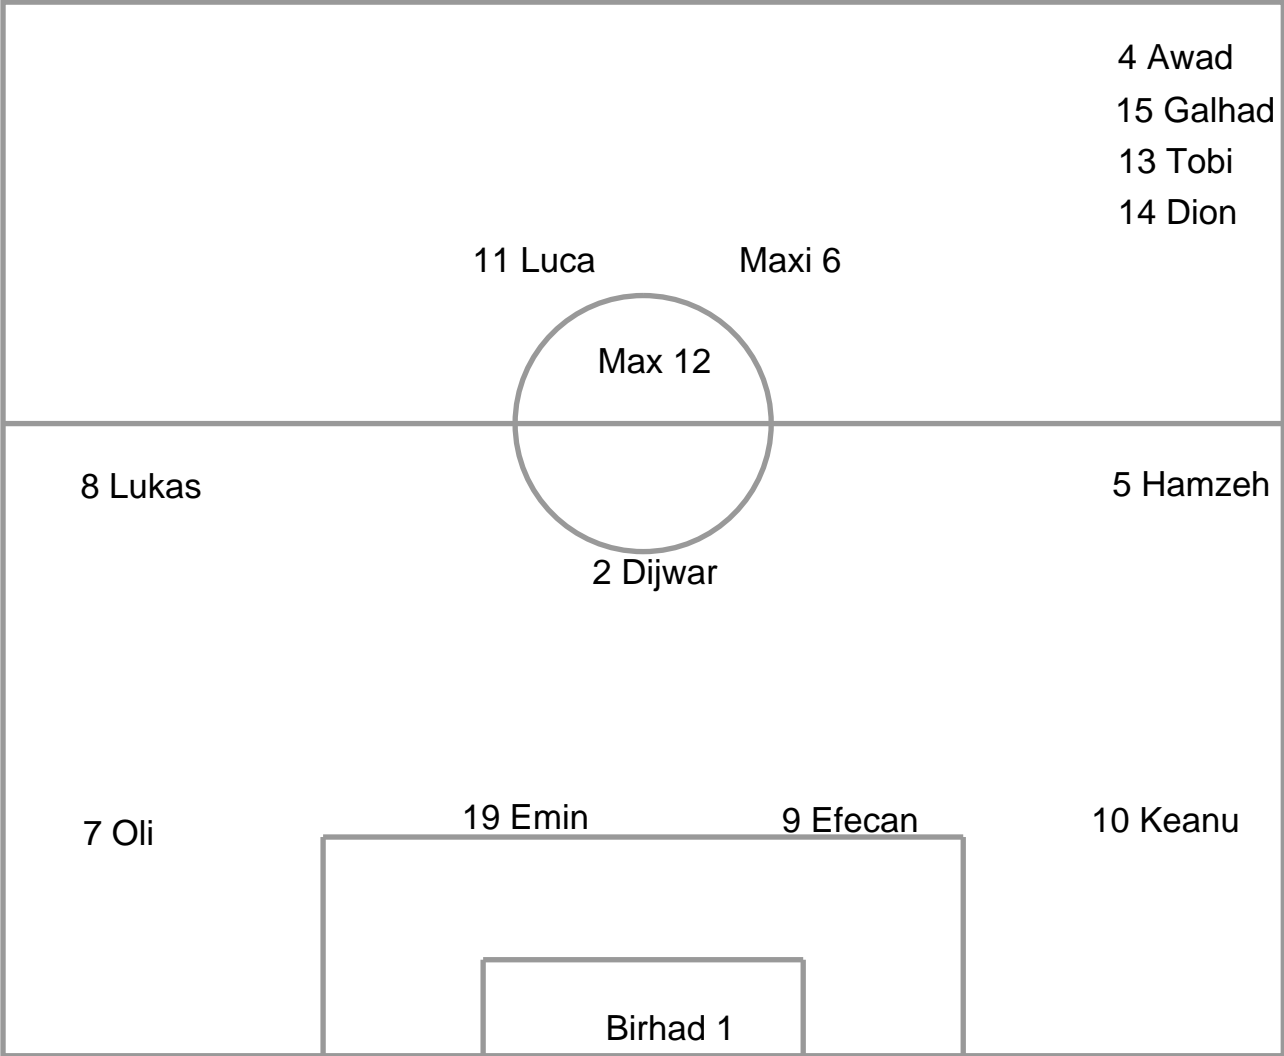 4 Awad
15 Galhad
13 Tobi
14 Dion
11 Luca
Maxi 6
Max 12
8 Lukas
5 Hamzeh
2 Dijwar
19 Emin
9 Efecan
10 Keanu
7 Oli
Birhad 1